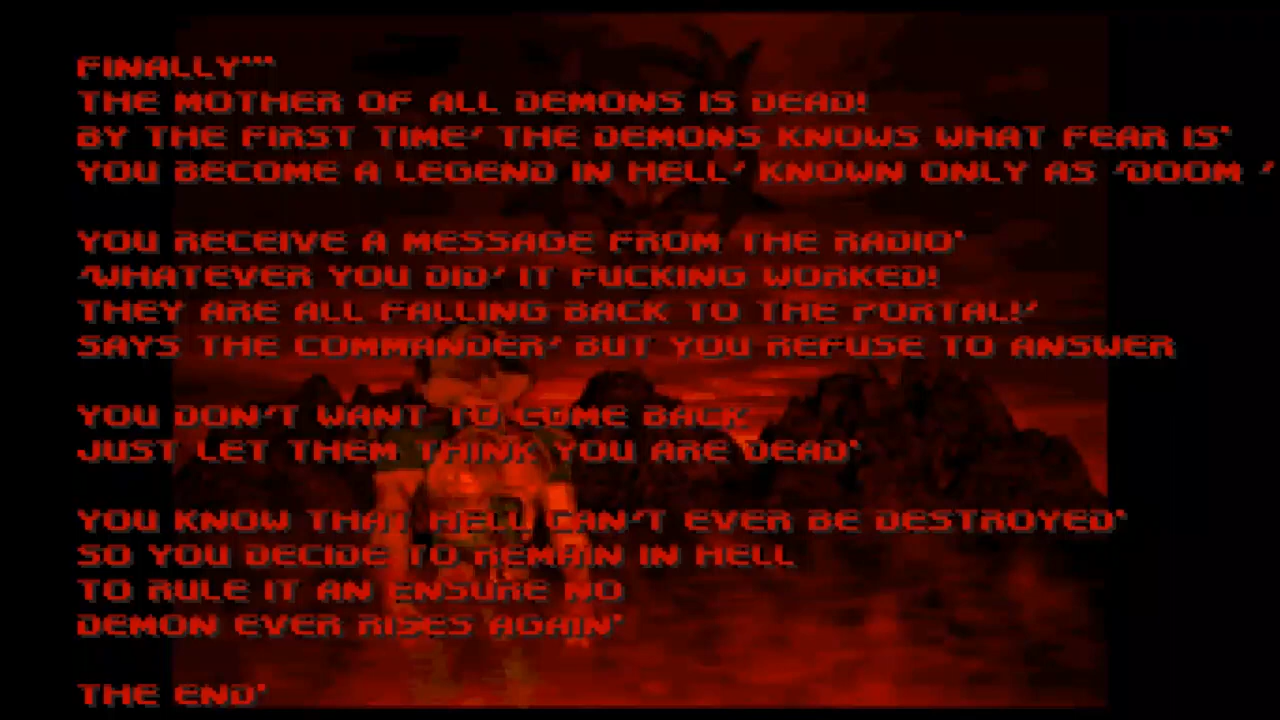 FINALLY...
THE MOTHER OF ALL DEMONS IS DEAD!
BY THE FIRST TIME, THE DEMONS KNOWS WHAT FEAR IS.
YOU BECOME A LEGEND IN HELL, KNOWN ONLY AS 'DOOM '
YOU RECEIVE A MESSAGE FROM THE RADIO.
'WHATEVER YOU DID, IT FUCKING WORKED!
THEY ARE ALL FALLING BACK TO THE PORTAL!'
SAYS THE COMMANDER, BUT YOU REFUSE TO ANSWER
YOU DON'T WANT TO COME BACK
JUST LET THEM THINK YOU ARE DEAD.
YOU KNOW THAT HELL CAN'T EVER BE DESTROYED.
SO YOU DECIDE TO REMAIN IN HELL
TO RULE IT AN ENSURE NO
DEMON EVER RISES AGAIN.
THE END.